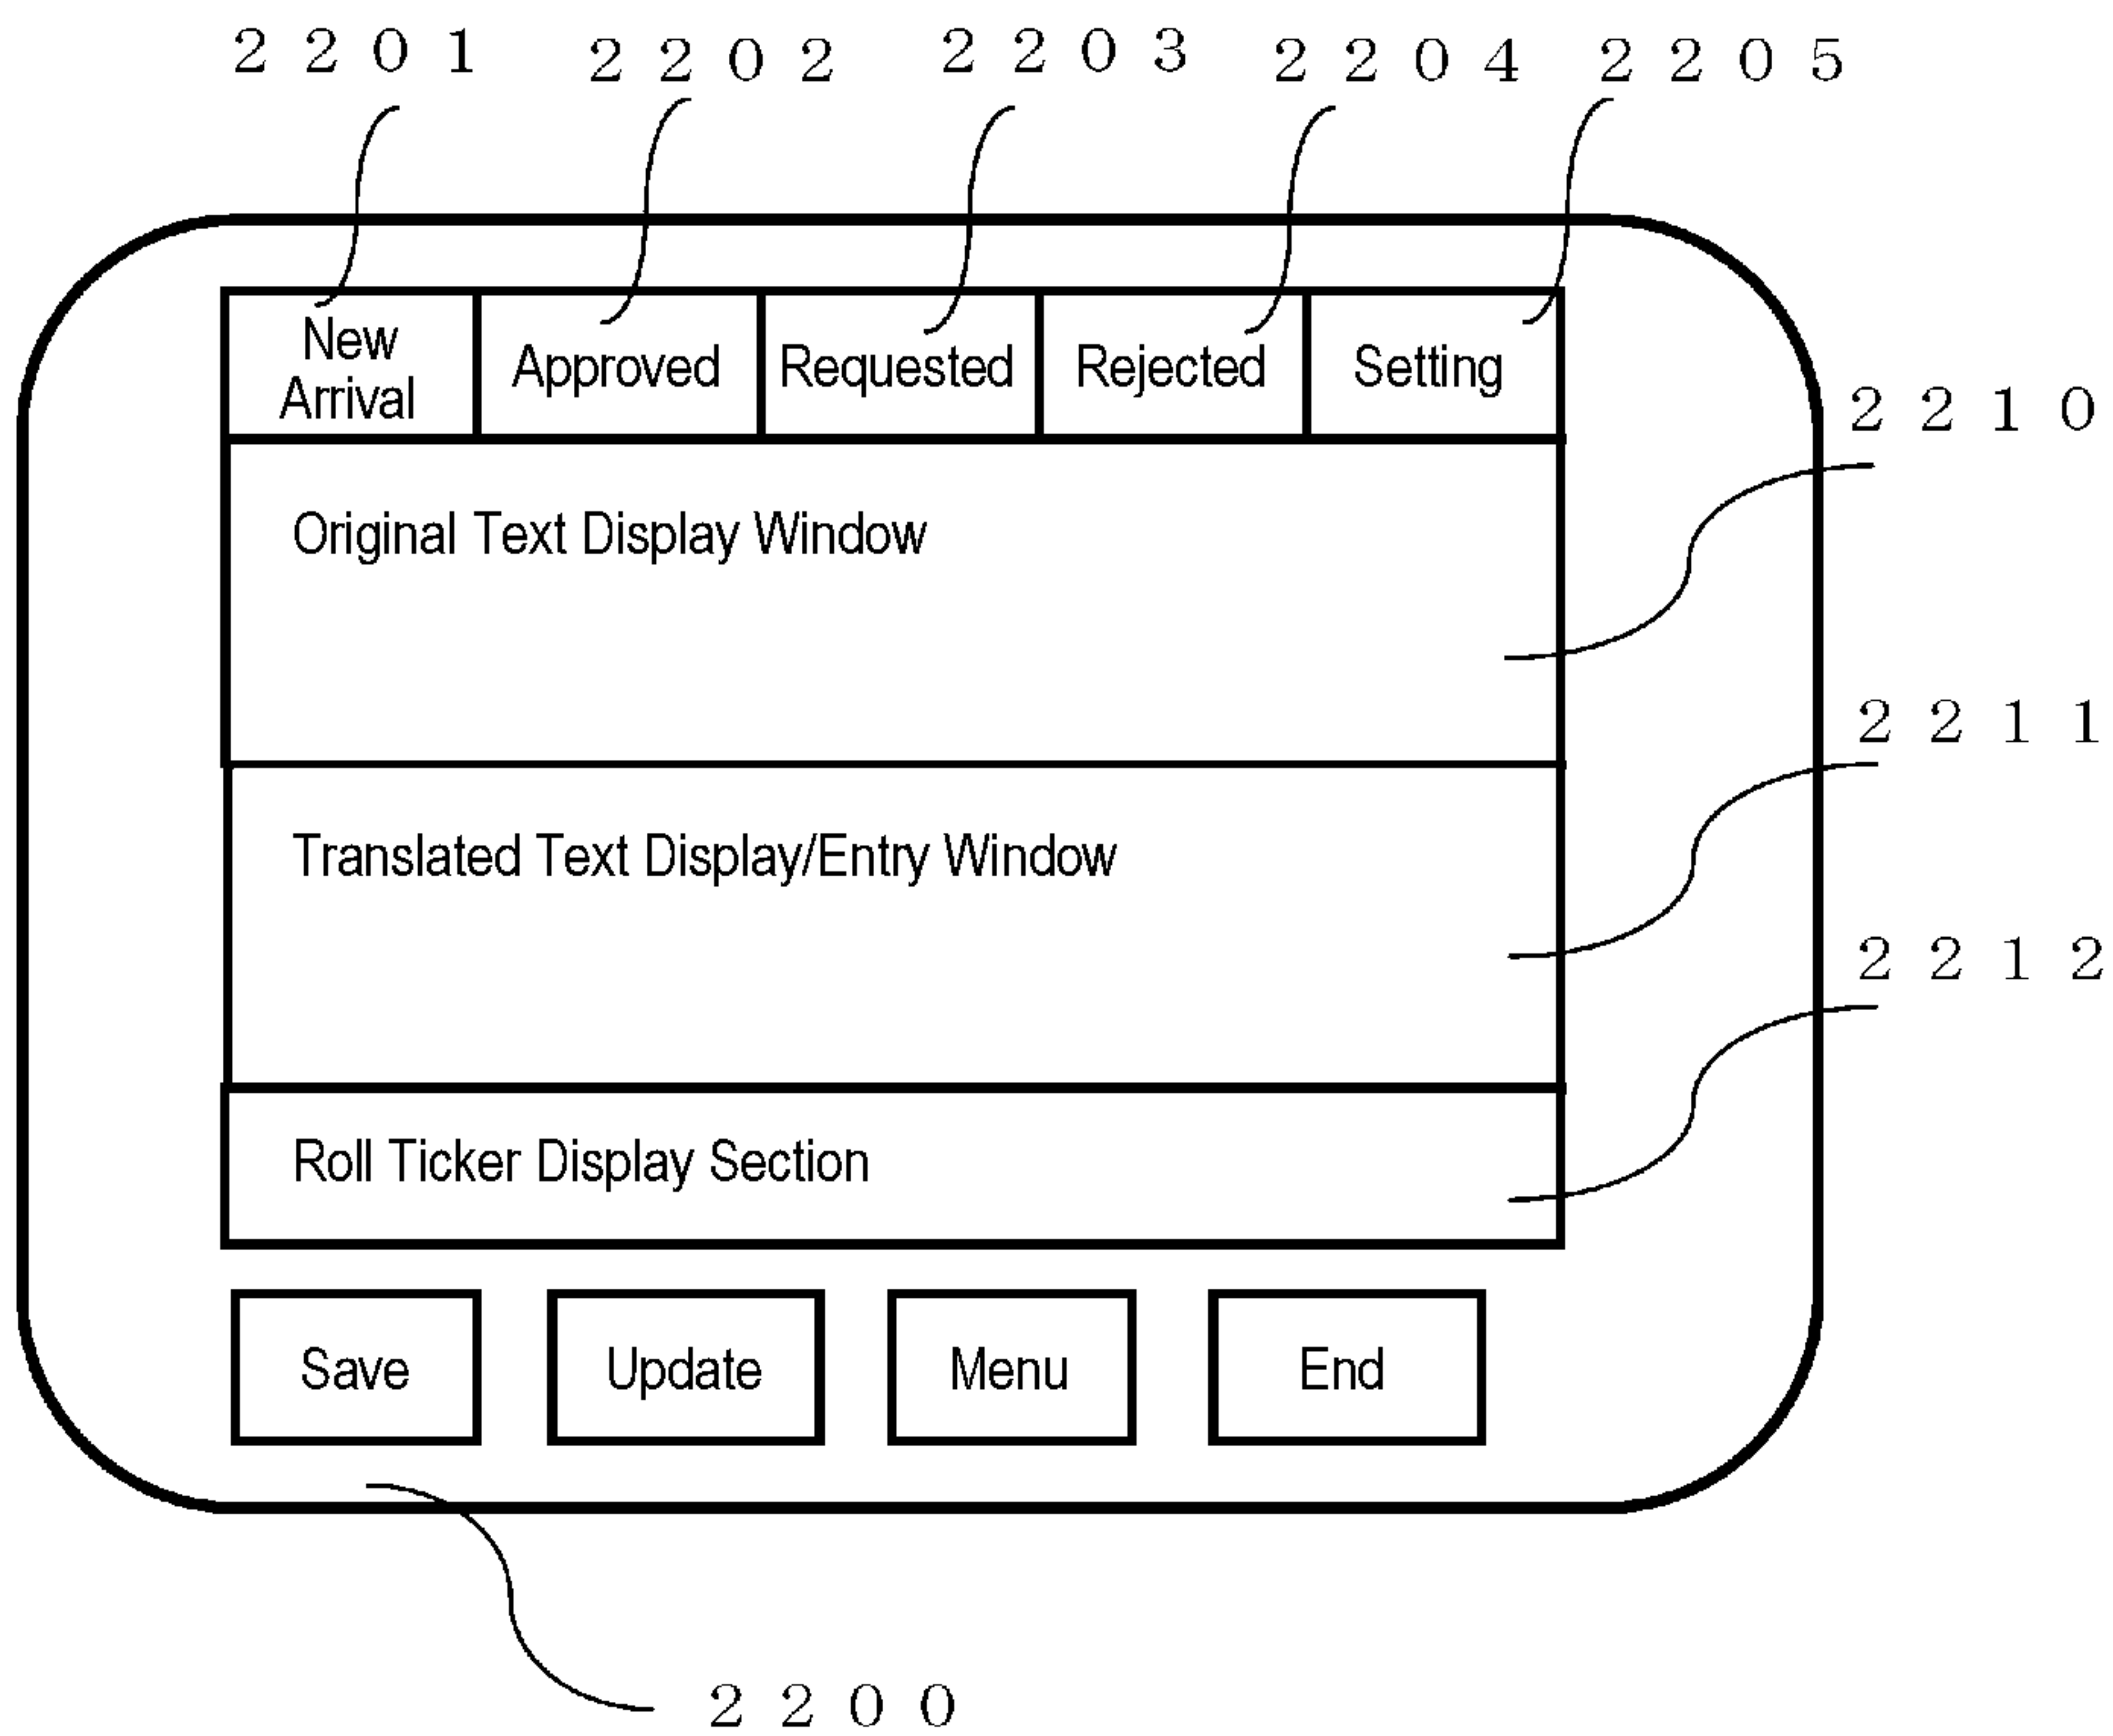 2201 2202 2203 2204 2205
New Arrival Approved Requested Rejected Setting
2210
Original Text Display Window
2211
Translated Text Display/Entry Window
2212
Roll Ticker Display Section
Save Update Menu End
2200